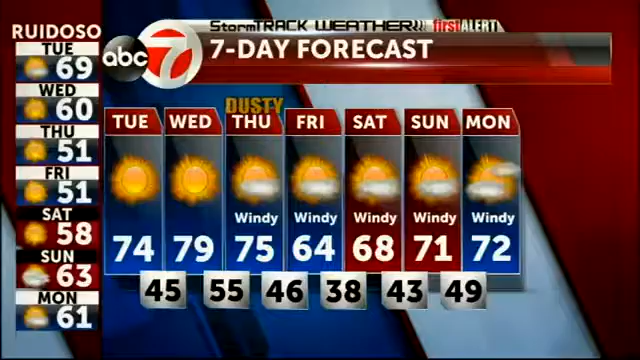 StormTRACK WEATHER))) firstALERT
abc 7
7-DAY FORECAST
RUIDOSO
TUE
69
WED
60
THU
51
FRI
51
SAT
58
SUN
63
MON
61
DUSTY
TUE WED THU FRI SAT SUN MON
Windy Windy Windy Windy Windy
74 79 75 64 68 71 72
45 55 46 38 43 49